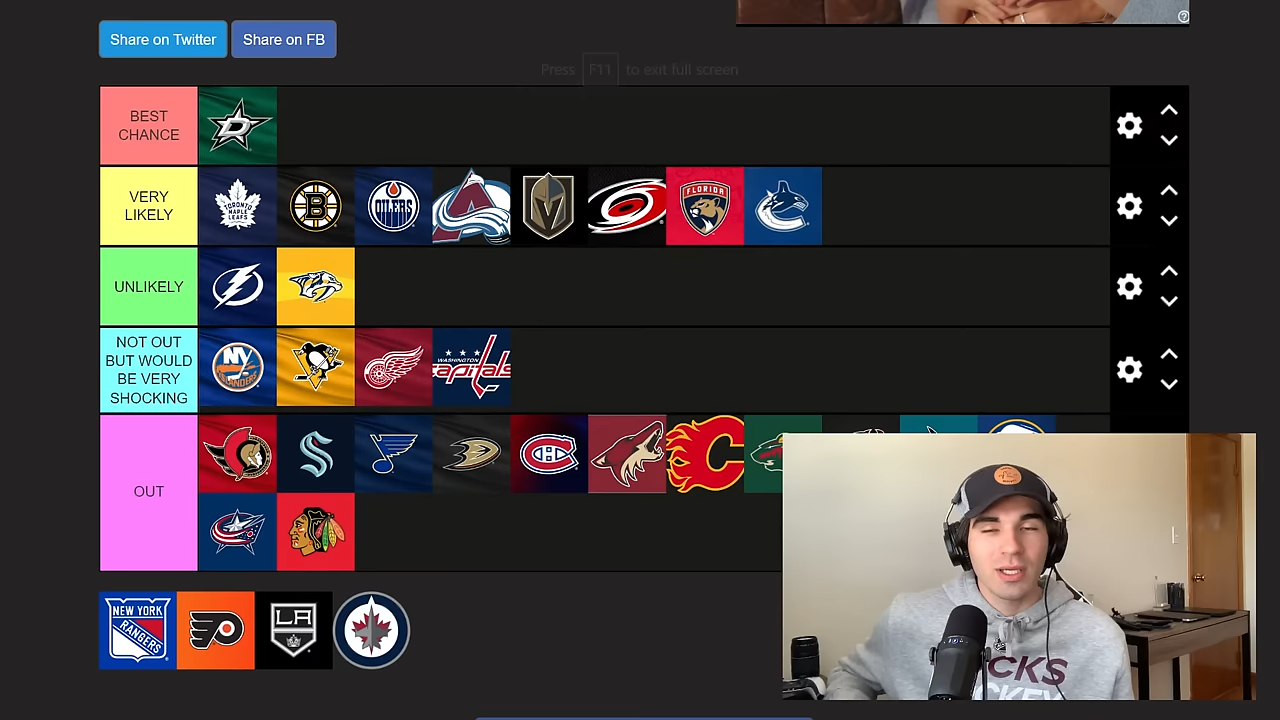 Share on Twitter
Share on FB
Press F11 to exit full screen
BEST
CHANCE
D
VERY
LIKELY
TORONTO
MAPLE
LEAFS
B
OILERS
A
FLORIDA
UNLIKELY
NOT OUT
BUT WOULD
BE VERY
SHOCKING
NY
ISLANDERS
WASHINGTON
capitals
OUT
NEW YORK
RANGERS
LA